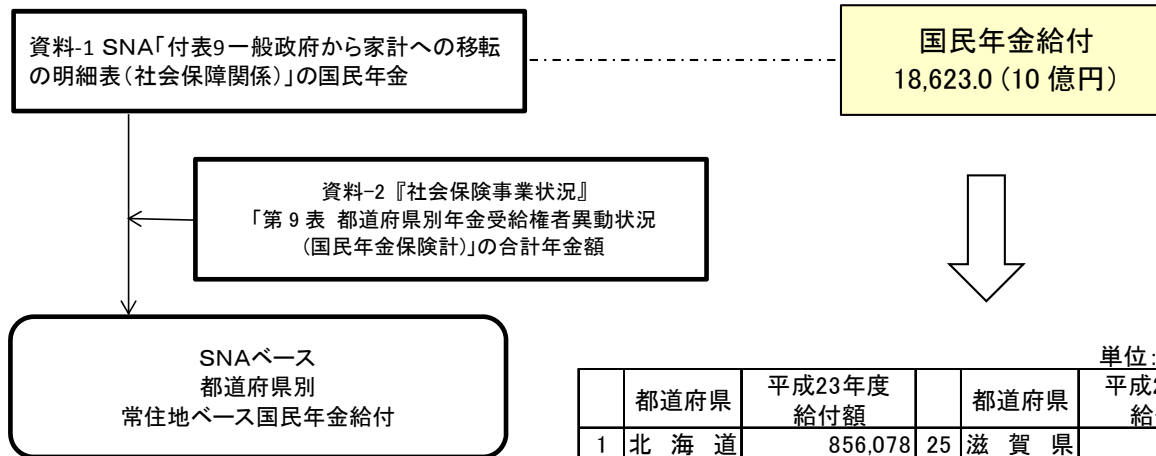 資料-1 SNA「付表9一般政府から家計への移転
の明細表(社会保障関係)」の国民年金
国民年金給付
18,623.0 (10 億円)
資料-2 『社会保険事業状況』
「第 9 表 都道府県別年金受給権者異動状況
(国民年金保険計)」の合計年金額
SNAベース
都道府県別
常住地ベース国民年金給付
単位:
都道府県 平成23年度 都道府県 平成2
給付額 給
1 北 海 道 856,078 25 滋 賀 県